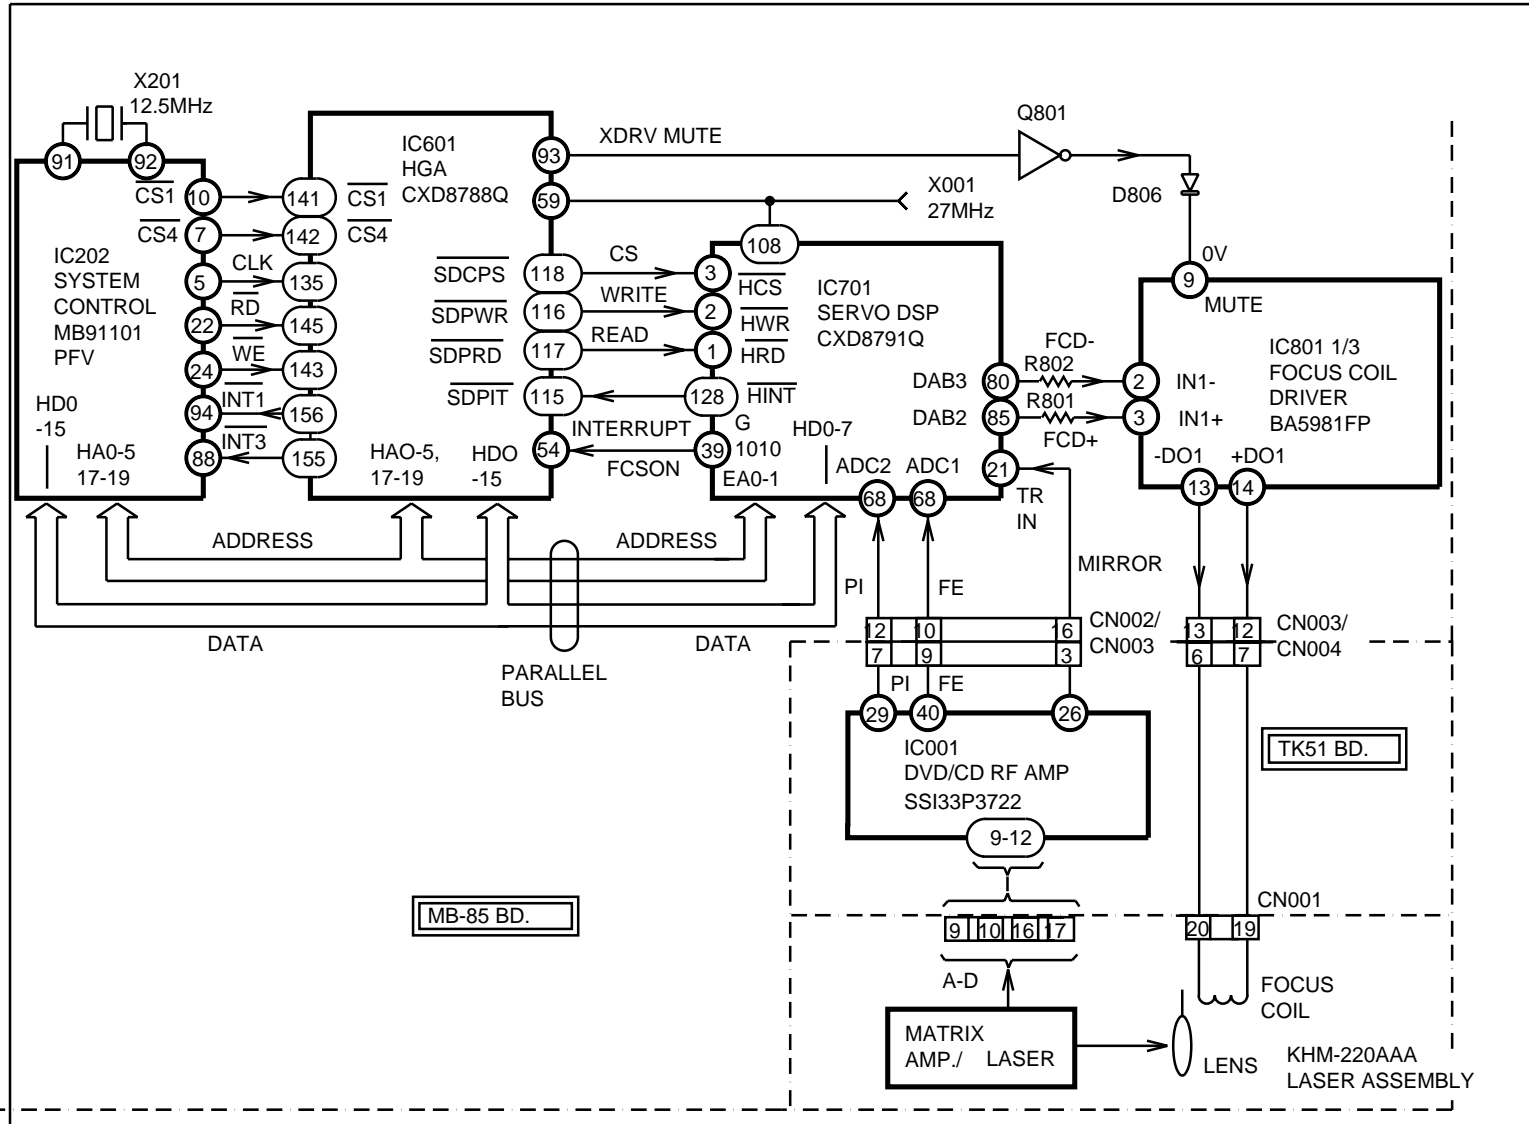 X201
12.5MHz
91
92
CS1
10
7
CS4
5
CLK
22
RD
24
WE
94
INT1
88
INT3
IC202
SYSTEM
CONTROL
MB91101
PFV
HD0
-15
HA0-5
17-19
141
142
135
145
143
156
155
CS1
CS4
IC601
HGA
CXD8788Q
93
59
SDCPS
118
SDPWR
116
SDPRD
117
SDPIT
115
54
HAO-5,
17-19
HDO
-15
XDRV MUTE
Q801
D806
X001
27MHz
CS
WRITE
READ
INTERRUPT
FCSON
108
3
2
1
128
39
HCS
HWR
HRD
HINT
G
1010
EA0-1
HD0-7
IC701
SERVO DSP
CXD8791Q
DAB3
80
DAB2
85
21
TR
IN
ADC2
ADC1
68
68
FCD-
R802
R801
FCD+
0V
9
MUTE
2
IN1-
3
IN1+
IC801 1/3
FOCUS COIL
DRIVER
BA5981FP
-DO1
+DO1
13
14
ADDRESS
ADDRESS
DATA
DATA
PARALLEL
BUS
PI
FE
MIRROR
12
10
16
7
9
3
CN002/
CN003
13
12
6
7
CN003/
CN004
PI
FE
29
40
26
IC001
DVD/CD RF AMP
SSI33P3722
9-12
TK51 BD.
MB-85 BD.
CN001
9
10
16
17
20
19
A-D
FOCUS
COIL
MATRIX
AMP./ LASER
LENS
KHM-220AAA
LASER ASSEMBLY